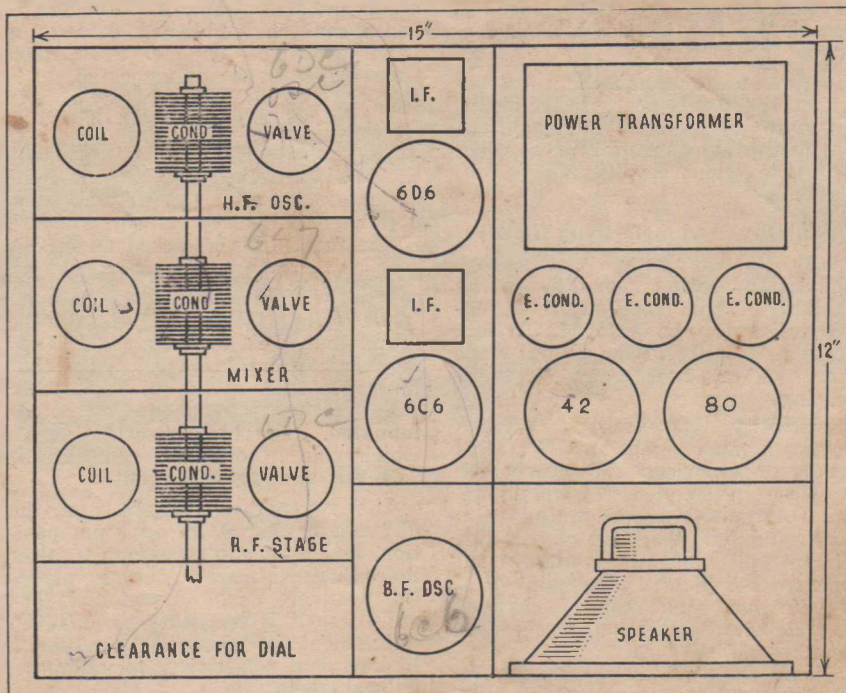 15"
COIL
COND
VALVE
H.F. OSC.
COIL
COND
VALVE
MIXER
COIL
COND.
VALVE
R.F. STAGE
CLEARANCE FOR DIAL
I.F.
6D6
I.F.
6C6
B.F. OSC
6C6
POWER TRANSFORMER
E. COND.
E. COND.
E. COND.
42
80
12"
SPEAKER